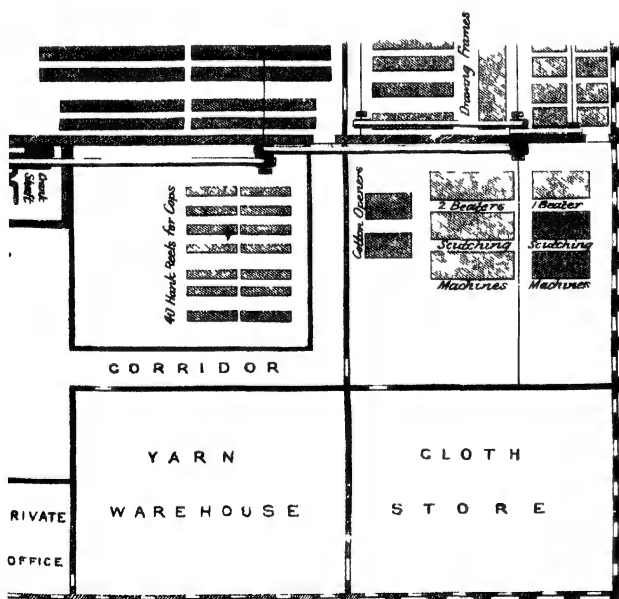 Drawing Frames
Crank
Shaft
40 Hank Reels for Cops
Cotton Openers
2 Beaters
Scutching
Machines
1 Beater
Scutching
Machines
CORRIDOR
YARN
WAREHOUSE
CLOTH
STORE
RIVATE
OFFICE